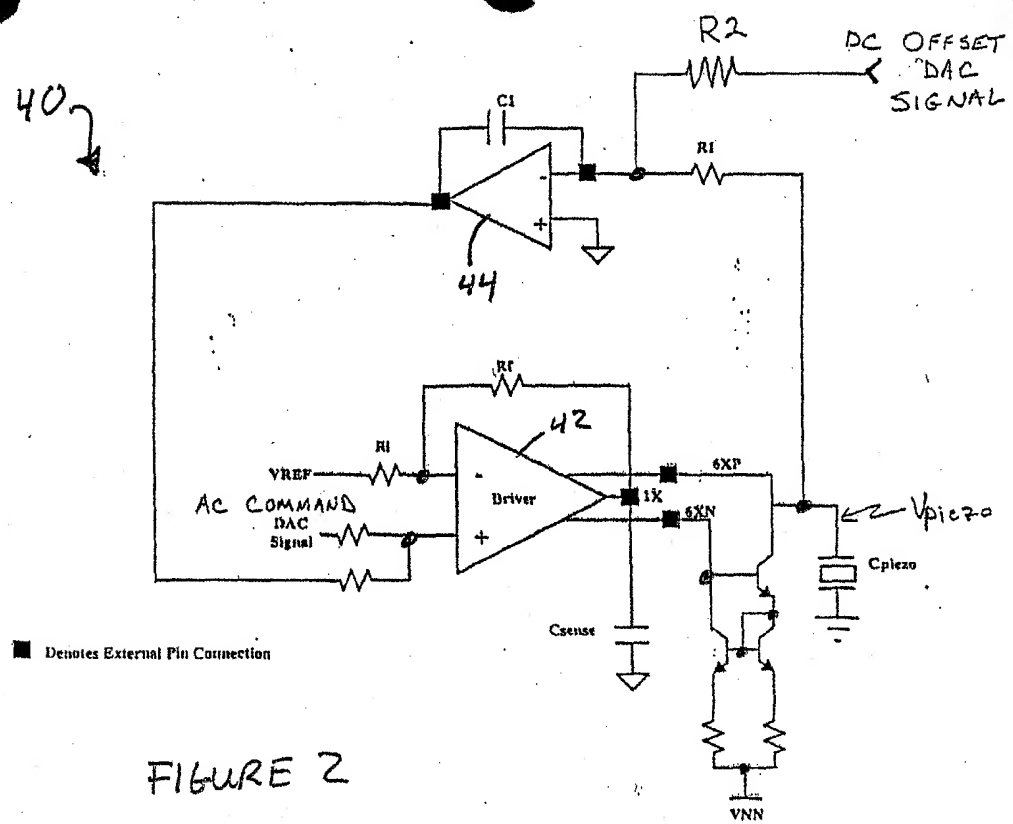 R2
DC OFFSET
DAC
SIGNAL
40
C1
R1
-
+
44
Rf
42
VREF
RI
-
Driver
+
1X
6XP
6XN
AC COMMAND
DAC
Signal
Vpiezo
Cpiezo
Csense
Denotes External Pin Connection
FIGURE 2
VNN